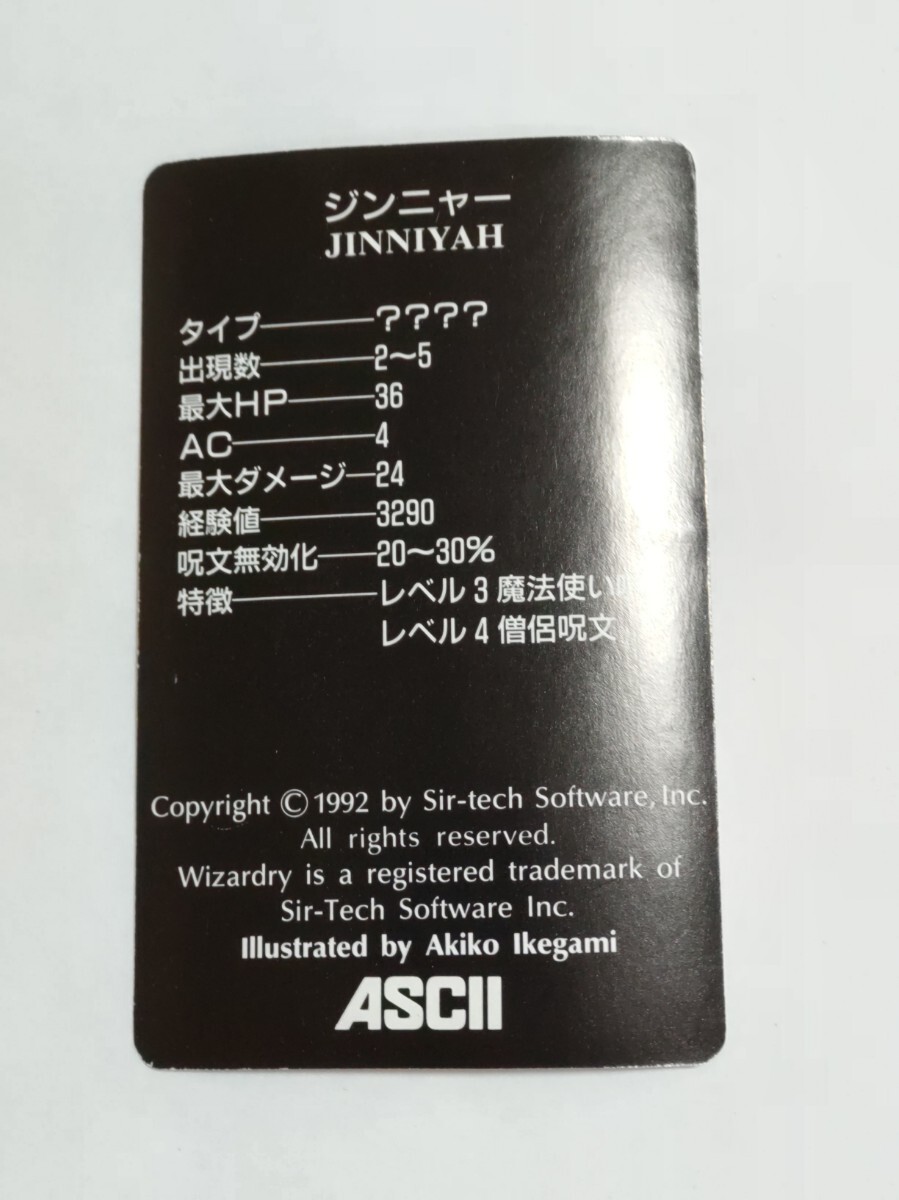 ジンニャー
JINNIYAH
タイプ――――????
出現数――――2～5
最大HP―――36
AC―――――4
最大ダメージ―24
経験値――――3290
呪文無効化――20～30%
特徴―――――レベル3魔法使い
レベル4僧侶呪文
Copyright © 1992 by Sir-tech Software, Inc.
All rights reserved.
Wizardry is a registered trademark of
Sir-Tech Software Inc.
Illustrated by Akiko Ikegami
ASCII